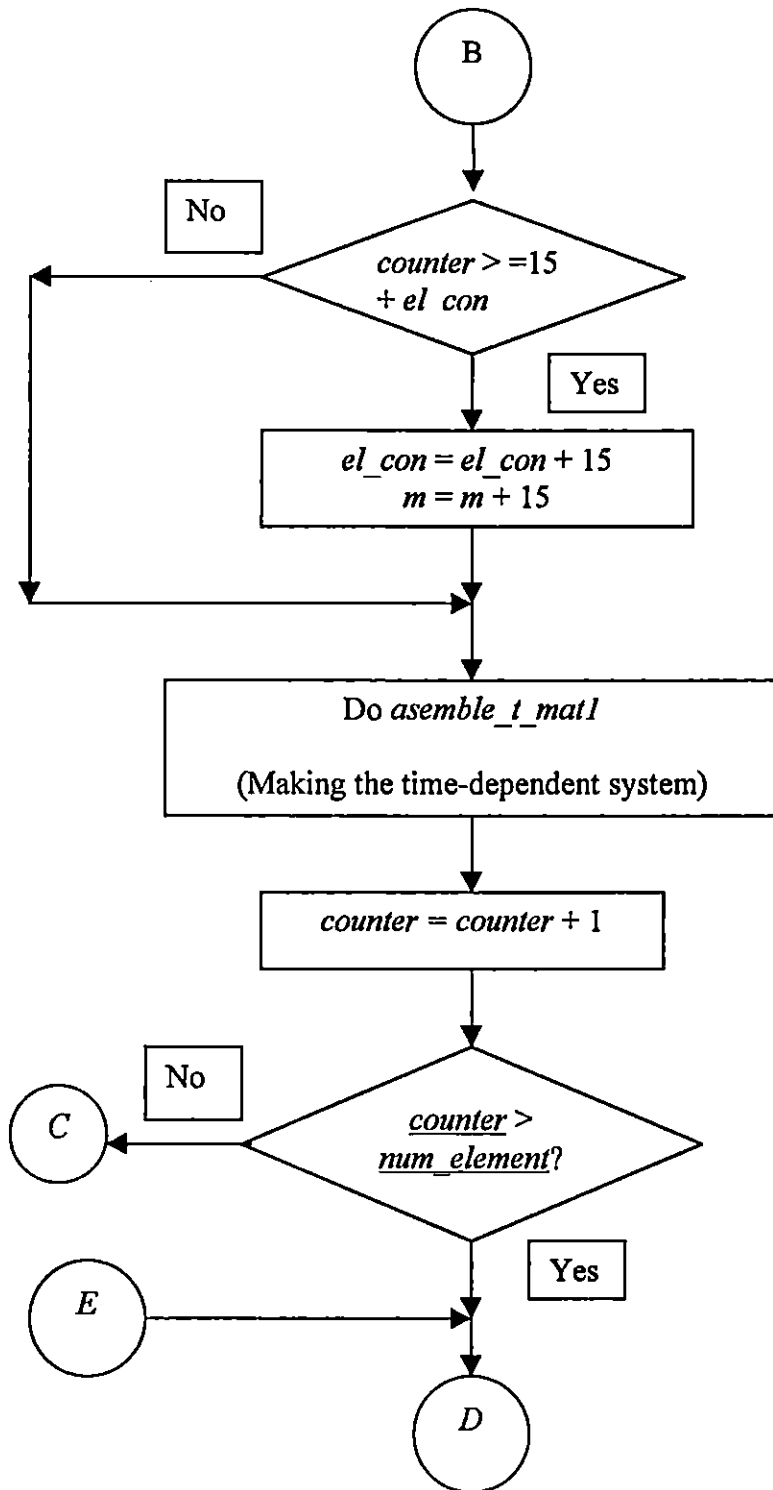 B
No
counter > =15
+ el_con
Yes
el_con = el_con + 15
m = m + 15
Do asemble_t_mat1
(Making the time-dependent system)
counter = counter + 1
No
C
counter >
num_element?
Yes
E
D